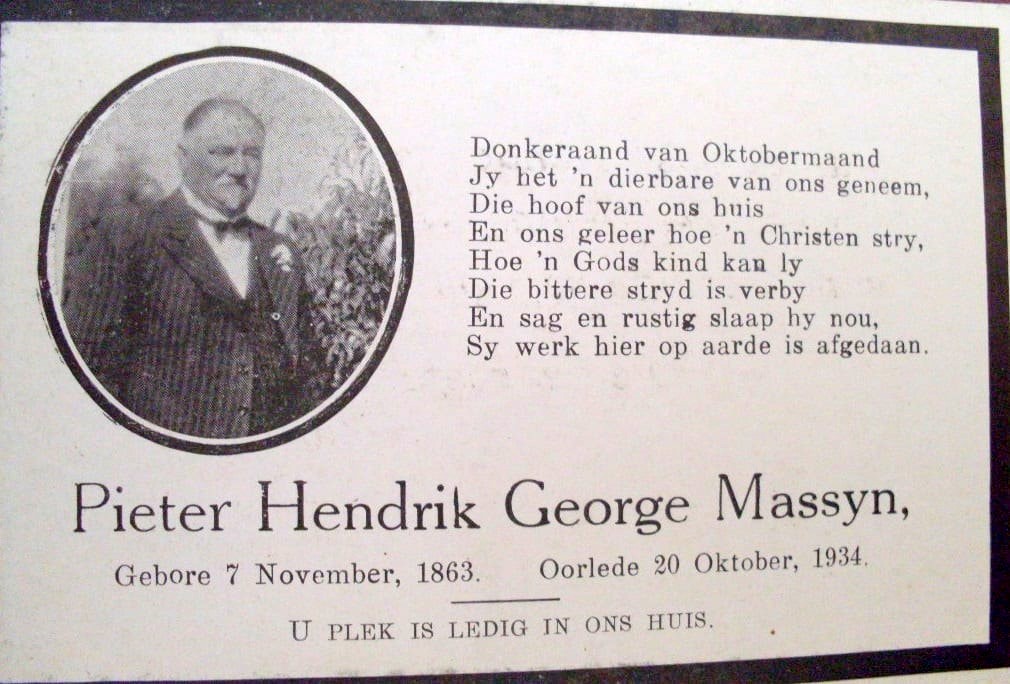 Donkeraand van Oktobermaand
Jy het 'n dierbare van ons geneem,
Die hoof van ons huis
En ons geleer hoe 'n Christen stry,
Hoe 'n Gods kind kan ly
Die bittere stryd is verby
En sag en rustig slaap hy nou,
Sy werk hier op aarde is afgedaan.
Pieter Hendrik George Massyn,
Gebore 7 November, 1863. Oorlede 20 Oktober, 1934.
U PLEK IS LEDIG IN ONS HUIS.